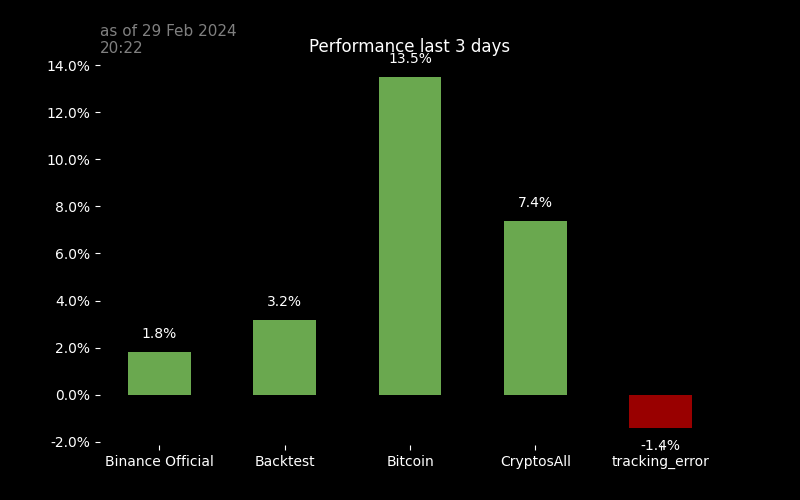 as of 29 Feb 2024
20:22
Performance last 3 days
14.0%
12.0%
10.0%
8.0%
6.0%
4.0%
2.0%
0.0%
-2.0%
1.8%
3.2%
13.5%
7.4%
-1.4%
Binance Official
Backtest
Bitcoin
CryptosAll
tracking_error